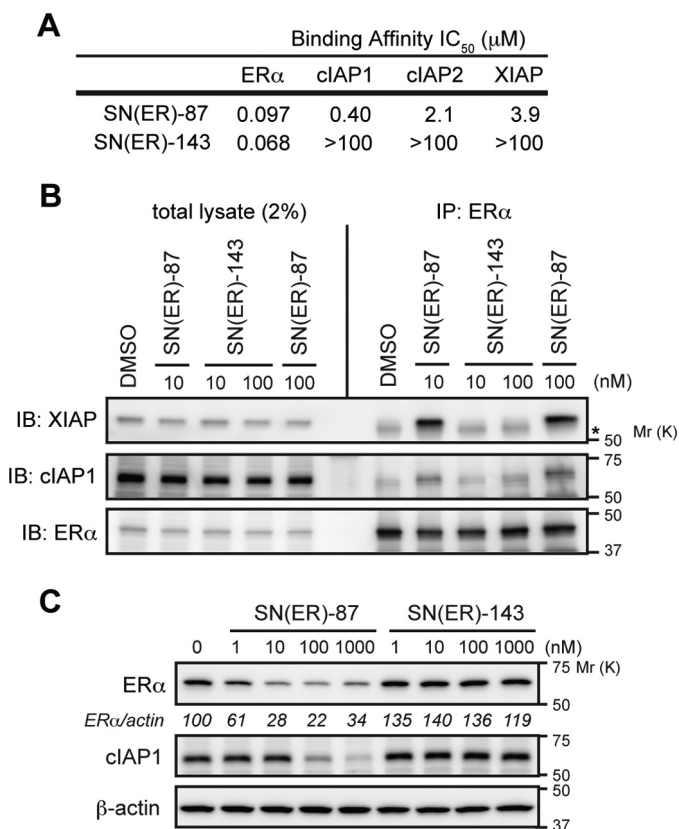 A
Binding Affinity IC50 (μM)
ERα cIAP1 cIAP2 XIAP
SN(ER)-87 0.097 0.40 2.1 3.9
SN(ER)-143 0.068 >100 >100 >100
B
total lysate (2%) IP: ERα
DMSO SN(ER)-87 SN(ER)-143 SN(ER)-87 DMSO SN(ER)-87 SN(ER)-143 SN(ER)-87
10 10 100 100 10 10 100 100 (nM)
IB: XIAP * Mr (K)
50
IB: cIAP1 75
50
IB: ERα 50
37
C
SN(ER)-87 SN(ER)-143
0 1 10 100 1000 1 10 100 1000 (nM)
ERα 75 Mr (K)
50
ERα/actin 100 61 28 22 34 135 140 136 119
cIAP1 75
50
β-actin 50
37